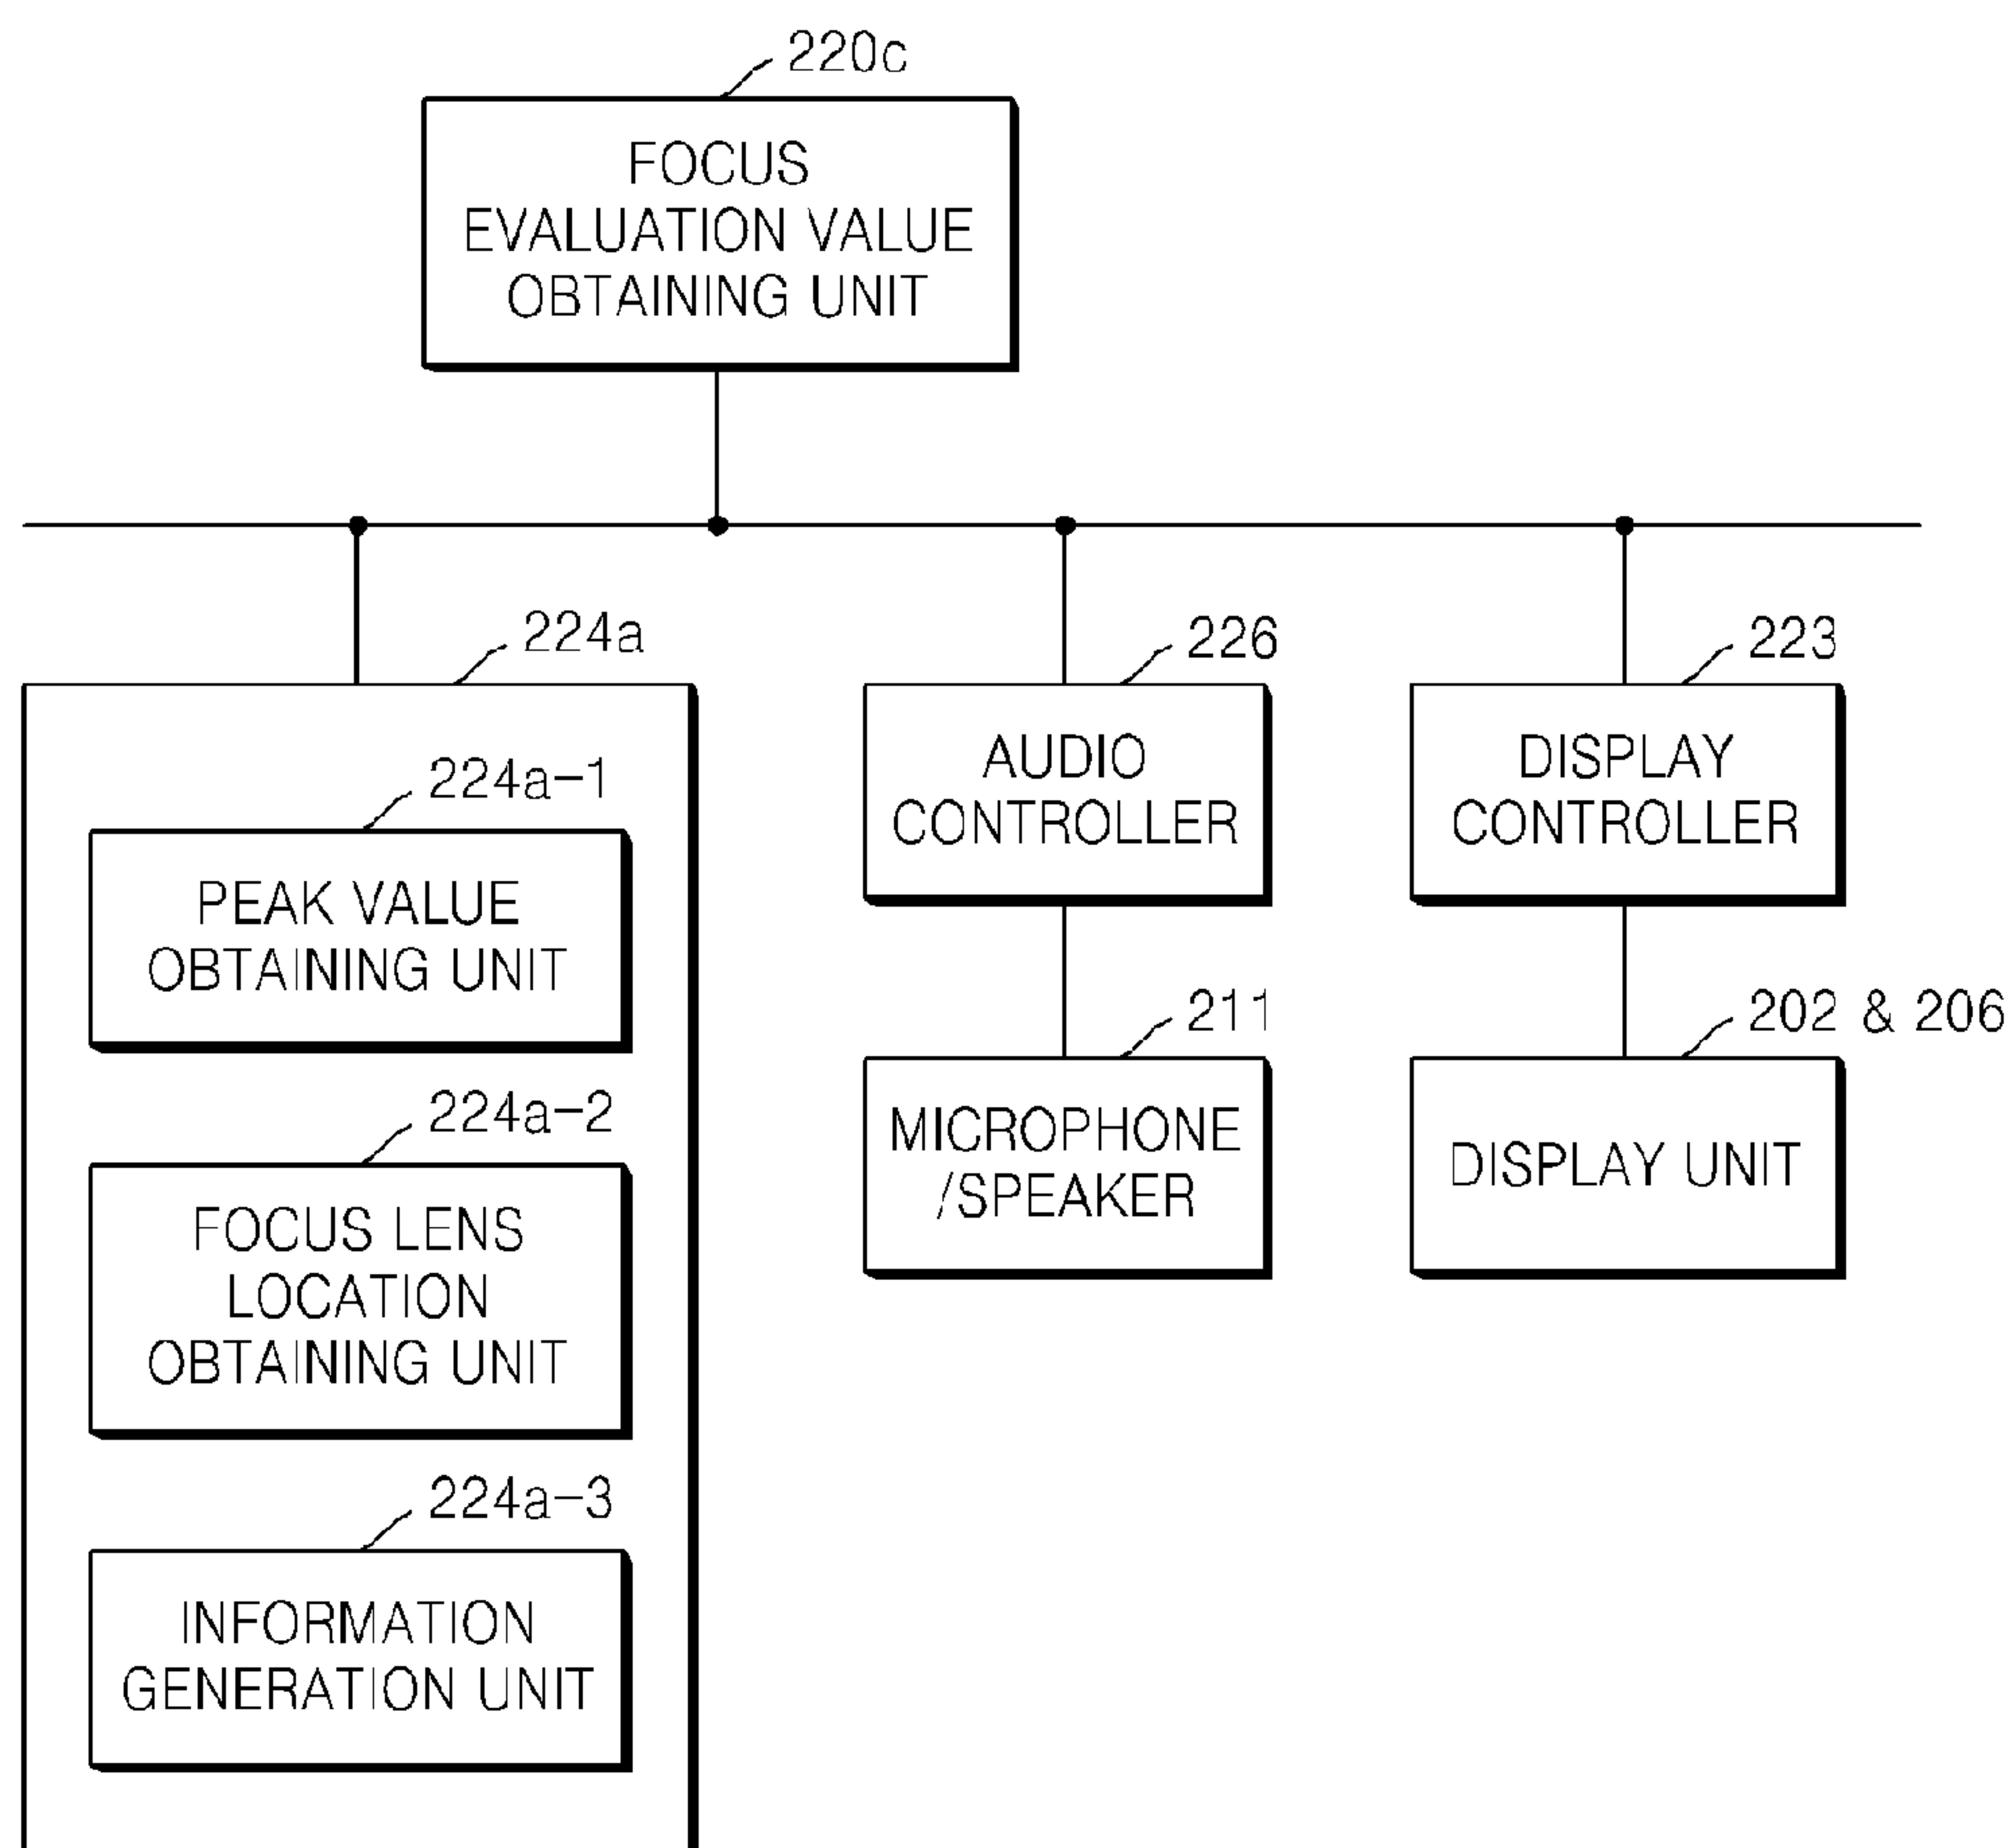 220c
FOCUS
EVALUATION VALUE
OBTAINING UNIT
224a
224a-1
PEAK VALUE
OBTAINING UNIT
224a-2
FOCUS LENS
LOCATION
OBTAINING UNIT
224a-3
INFORMATION
GENERATION UNIT
226
AUDIO
CONTROLLER
211
MICROPHONE
/SPEAKER
223
DISPLAY
CONTROLLER
202 & 206
DISPLAY UNIT